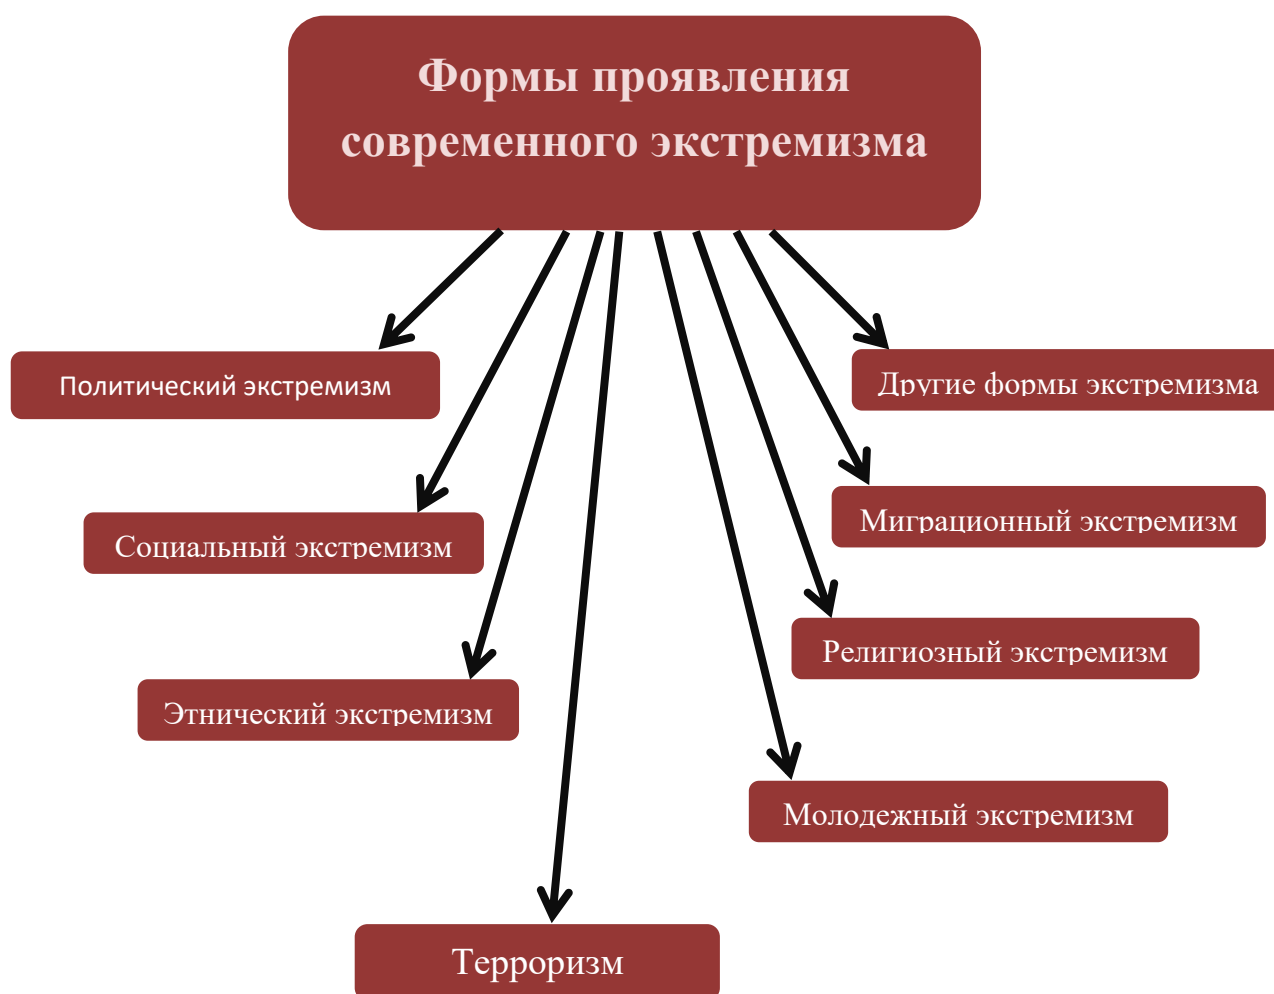 Формы проявления
современного экстремизма
Политический экстремизм
Другие формы экстремизма
Миграционный экстремизм
Социальный экстремизм
Религиозный экстремизм
Этнический экстремизм
Молодежный экстремизм
Терроризм